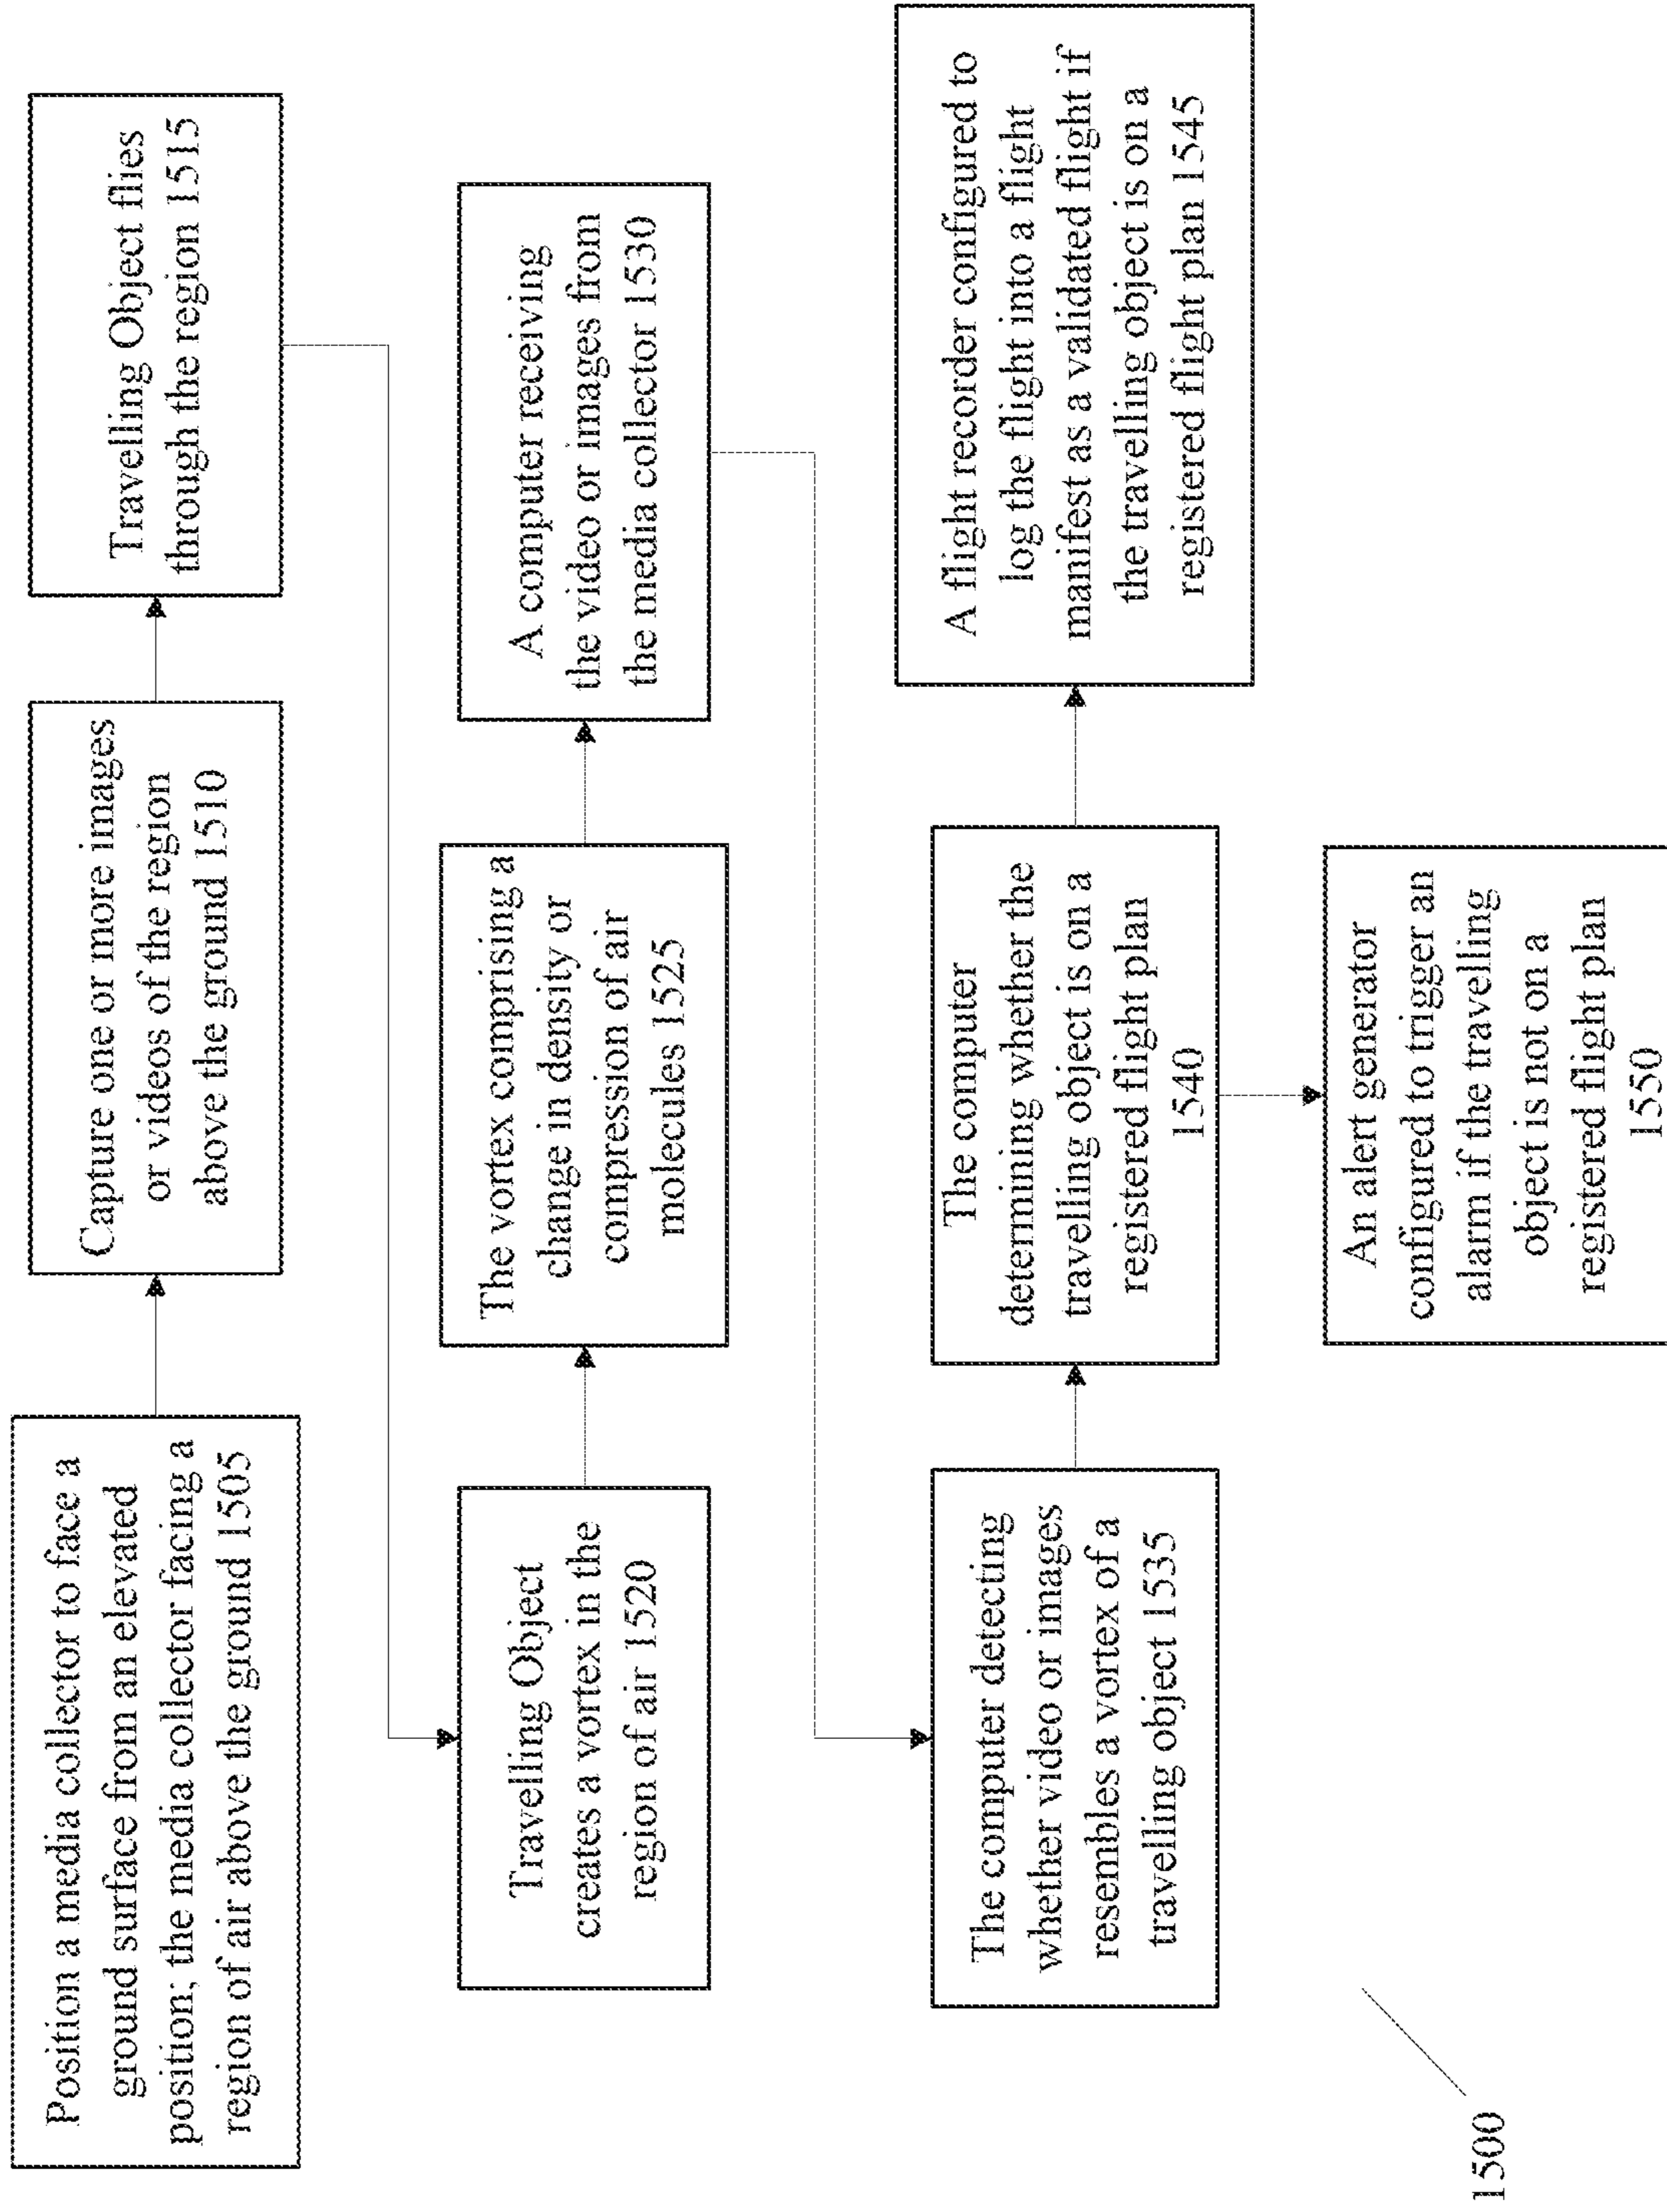 Position a media collector to face a
ground surface from an elevated
position; the media collector facing a
region of air above the ground 1505
Capture one or more images
or videos of the region
above the ground 1510
Travelling Object flies
through the region 1515
Travelling Object
creates a vortex in the
region of air 1520
The vortex comprising a
change in density or
compression of air
molecules 1525
A computer receiving
the video or images from
the media collector 1530
The computer detecting
whether video or images
resembles a vortex of a
travelling object 1535
The computer
determining whether the
travelling object is on a
registered flight plan
1540
A flight recorder configured to
log the flight into a flight
manifest as a validated flight if
the travelling object is on a
registered flight plan 1545
An alert generator
configured to trigger an
alarm if the travelling
object is not on a
registered flight plan
1550
1500